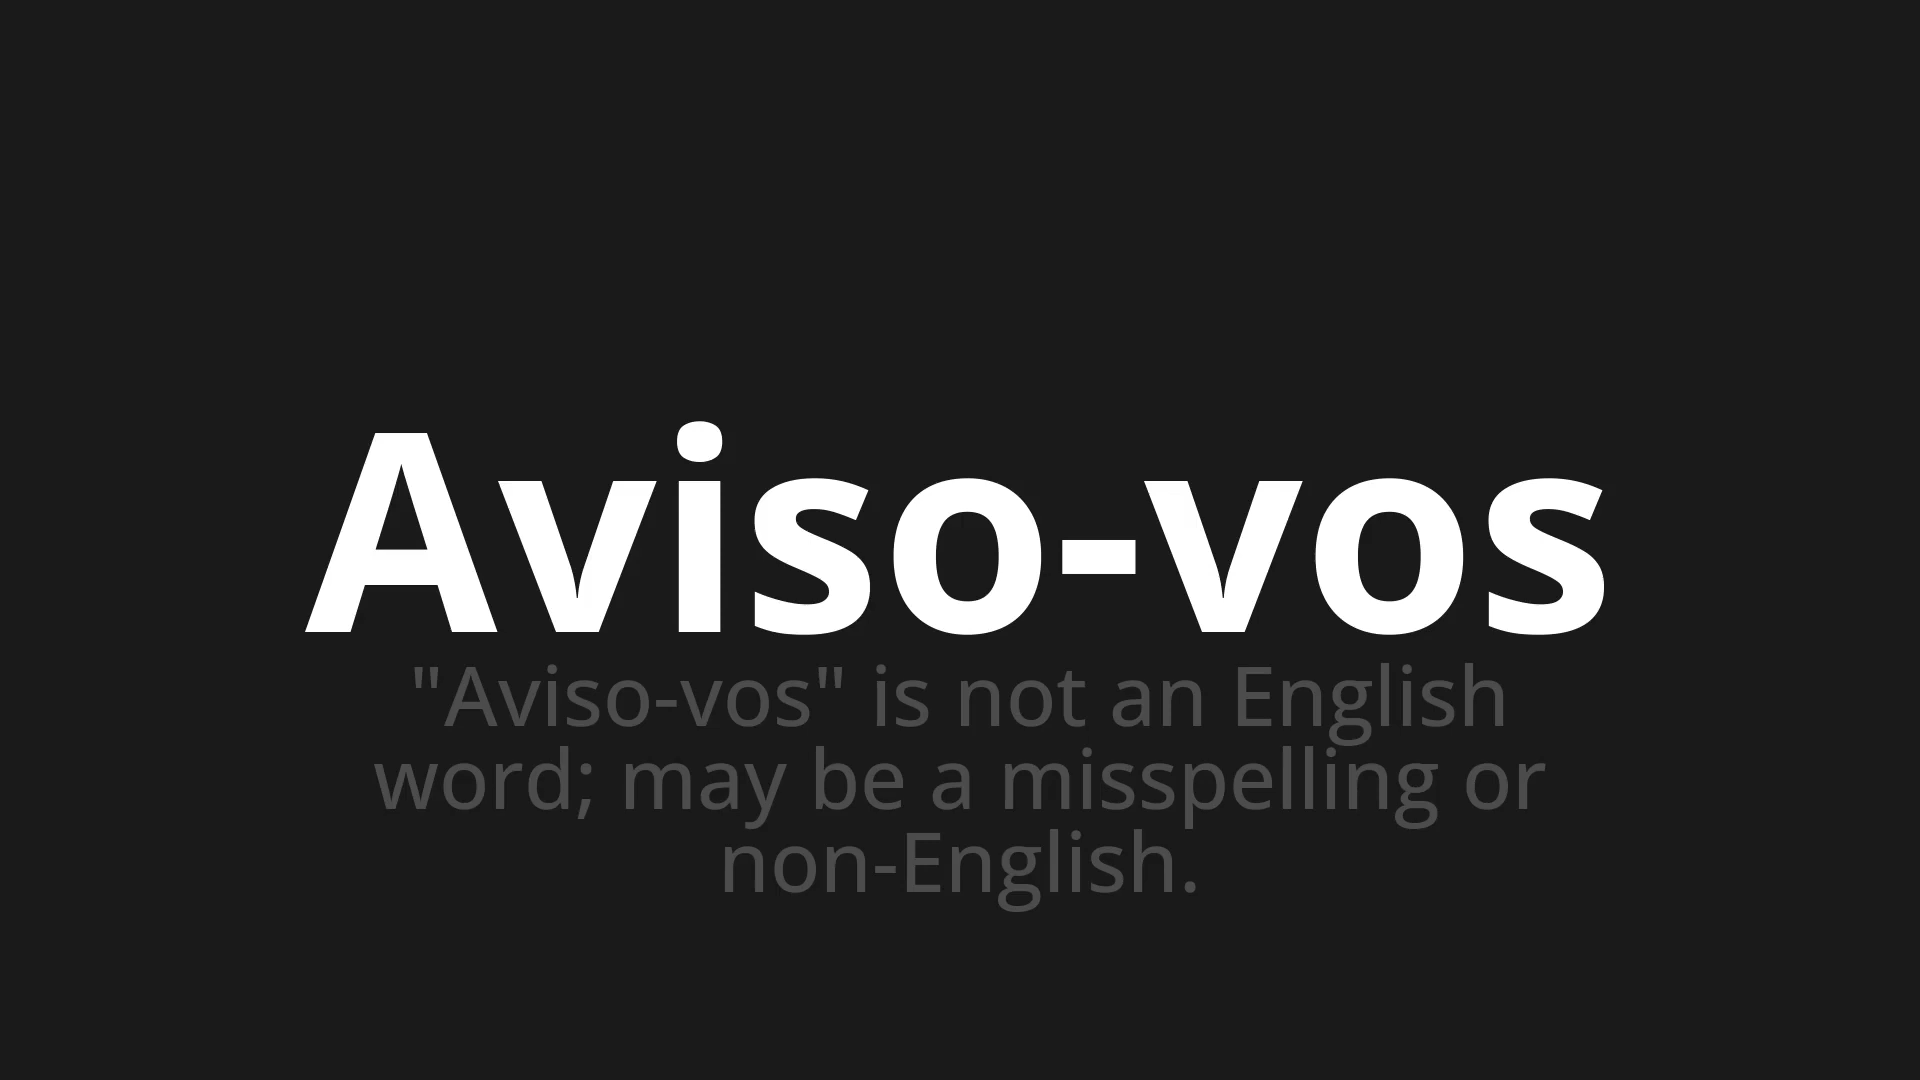 Aviso-vos
"Aviso-vos" is not an English
word; may be a misspelling or
non-English.